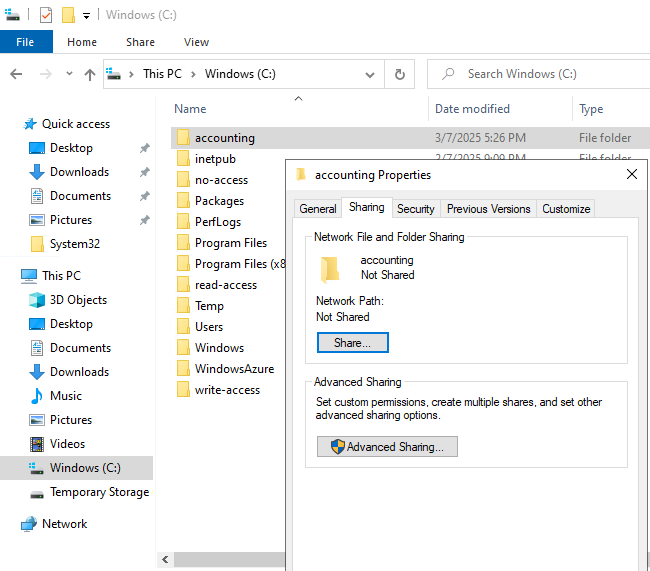 Windows (C:)
File Home Share View
This PC Windows (C:) Search Windows (C:)
Name Date modified Type
Quick access
Desktop
Downloads
Documents
Pictures
System32
This PC
3D Objects
Desktop
Documents
Downloads
Music
Pictures
Videos
Windows (C:)
Temporary Storage
Network
accounting 3/7/2025 5:26 PM File folder
inetpub 2/7/2025 9:09 PM File folder
no-access
Packages
PerfLogs
Program Files
Program Files (x8
read-access
Temp
Users
Windows
WindowsAzure
write-access
accounting Properties
General Sharing Security Previous Versions Customize
Network File and Folder Sharing
accounting
Not Shared
Network Path:
Not Shared
Share...
Advanced Sharing
Set custom permissions, create multiple shares, and set other
advanced sharing options.
Advanced Sharing...